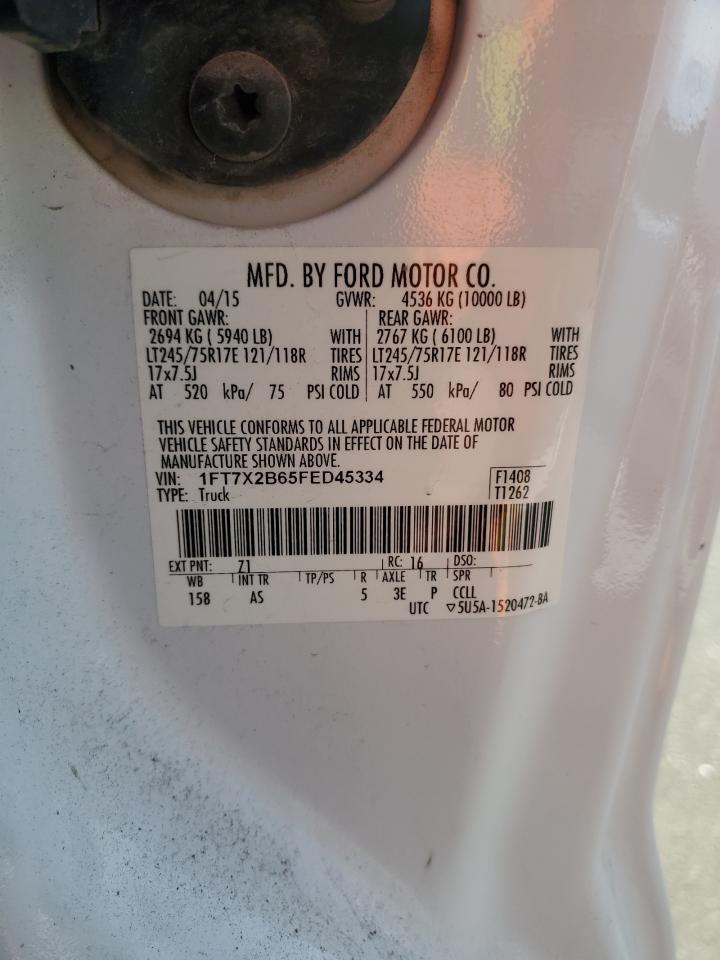 MFD. BY FORD MOTOR CO.
DATE: 04/15 GVWR: 4536 KG (10000 LB)
FRONT GAWR: REAR GAWR:
2694 KG ( 5940 LB) WITH 2767 KG ( 6100 LB) WITH
LT245/75R17E 121/118R TIRES LT245/75R17E 121/118R TIRES
17x7.5J RIMS 17x7.5J RIMS
AT 520 kPa/ 75 PSI COLD AT 550 kPa/ 80 PSI COLD
THIS VEHICLE CONFORMS TO ALL APPLICABLE FEDERAL MOTOR
VEHICLE SAFETY STANDARDS IN EFFECT ON THE DATE OF
MANUFACTURE SHOWN ABOVE.
VIN: 1FT7X2B65FED45334 F1408
TYPE: Truck T1262
EXT PNT: Z1 RC: 16 DSO:
WB INT TR TP/PS R AXLE TR SPR
158 AS 5 3E P CCLL
UTC ▽5U5A-1520472-BA